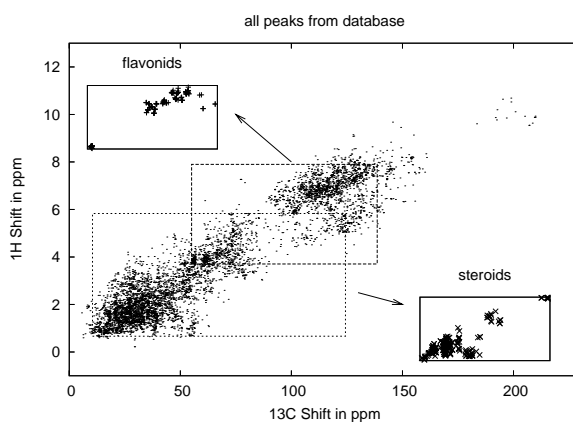 all peaks from database
flavonids
steroids
1H Shift in ppm
12
10
8
6
4
2
0
0
50
100
150
200
13C Shift in ppm